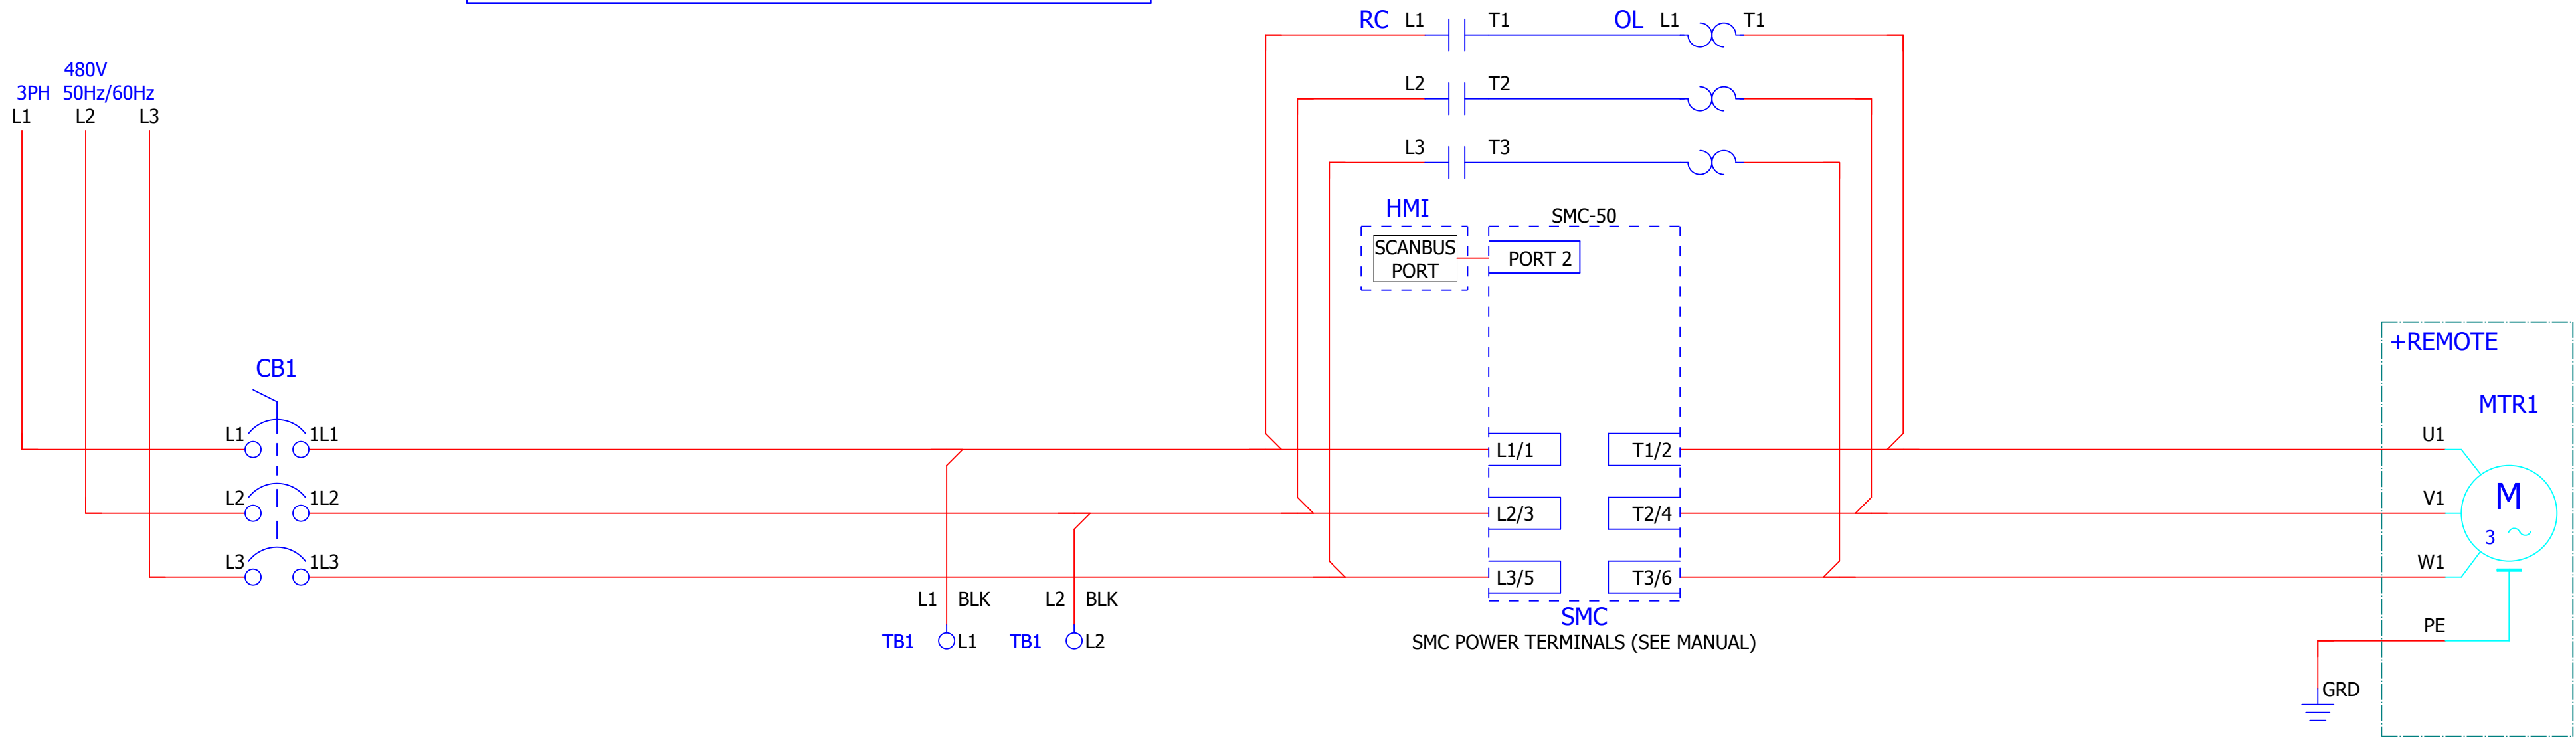 RC L1 T1 OL L1 T1
480V
3PH 50Hz/60Hz
L1 L2 L3
L2 T2
L3 T3
HMI
SMC-50
SCANBUS
PORT
PORT 2
+REMOTE
CB1
MTR1
L1 1L1
L1/1 T1/2
U1
L2 1L2
L2/3 T2/4
V1
M
3 ~
L3 1L3
L3/5 T3/6
W1
L1 BLK L2 BLK
SMC
PE
TB1 L1 TB1 L2
SMC POWER TERMINALS (SEE MANUAL)
GRD